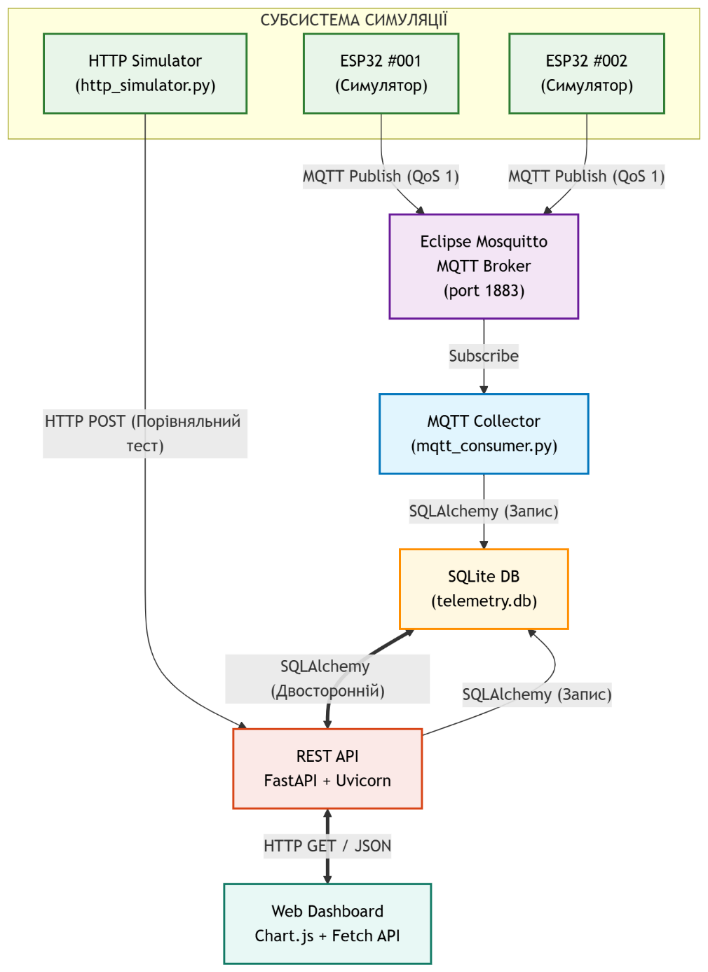 СУБСИСТЕМА СИМУЛЯЦІЇ
HTTP Simulator
(http_simulator.py)
ESP32 #001
(Симулятор)
ESP32 #002
(Симулятор)
MQTT Publish (QoS 1)
MQTT Publish (QoS 1)
Eclipse Mosquitto
MQTT Broker
(port 1883)
Subscribe
HTTP POST (Порівняльний
тест)
MQTT Collector
(mqtt_consumer.py)
SQLAlchemy (Запис)
SQLite DB
(telemetry.db)
SQLAlchemy
(Двосторонній)
SQLAlchemy (Запис)
REST API
FastAPI + Uvicorn
HTTP GET / JSON
Web Dashboard
Chart.js + Fetch API